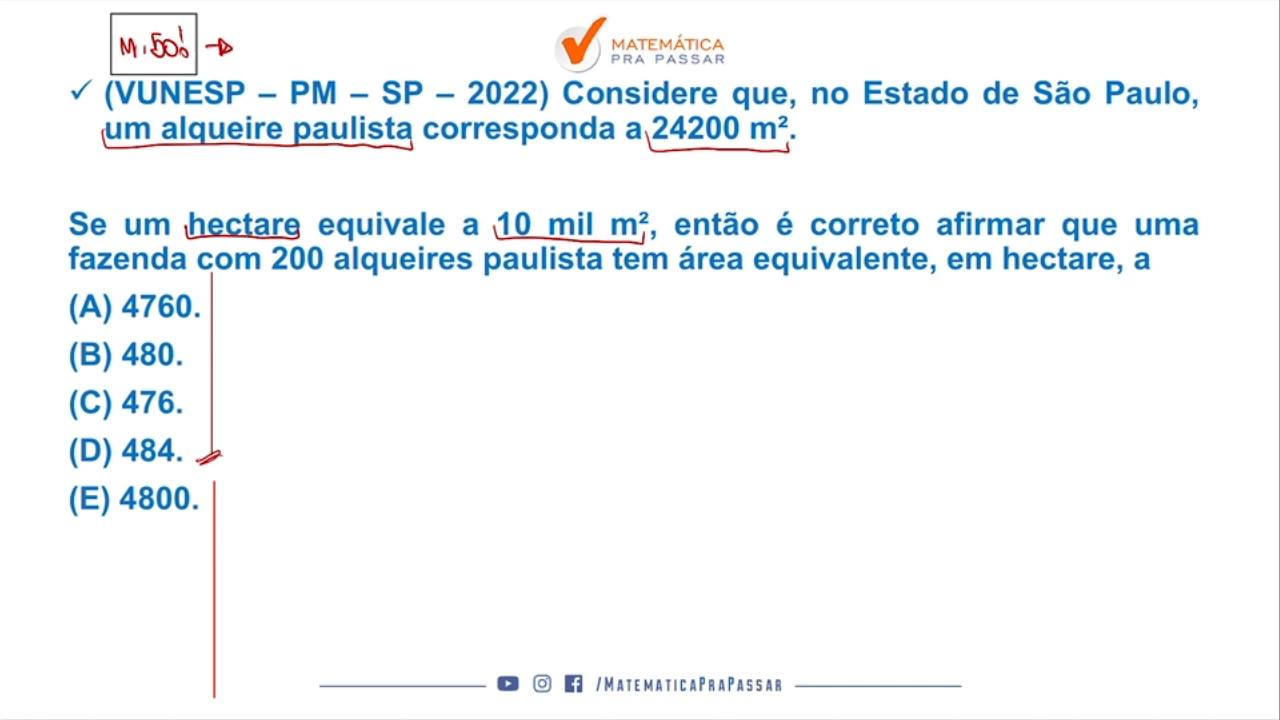 M.50!
MATEMÁTICA
PRA PASSAR
(VUNESP – PM – SP – 2022) Considere que, no Estado de São Paulo,
um alqueire paulista corresponda a 24200 m².
Se um hectare equivale a 10 mil m², então é correto afirmar que uma
fazenda com 200 alqueires paulista tem área equivalente, em hectare, a
(A) 4760.
(B) 480.
(C) 476.
(D) 484.
(E) 4800.
/MATEMATICAPRAPASSAR